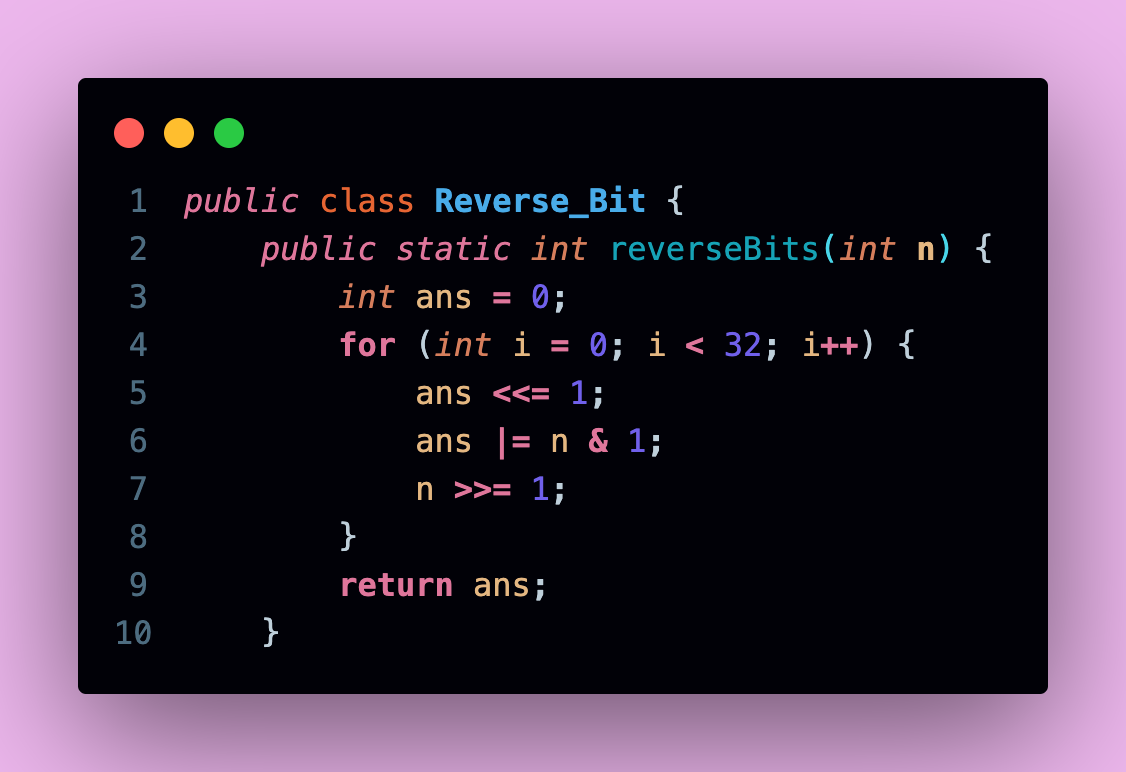 1 public class Reverse_Bit {
2     public static int reverseBits(int n) {
3         int ans = 0;
4         for (int i = 0; i < 32; i++) {
5             ans <<= 1;
6             ans |= n & 1;
7             n >>= 1;
8         }
9         return ans;
10     }